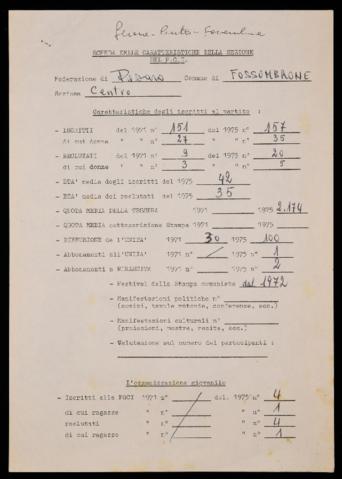 SCHEDA DELLE CARATTERISTICHE DELLA SEZIONE
DEL P.C.I.
Federazione di Pesaro Comune di FOSSOMBRONE
Sezione Centro
Caratteristiche degli iscritti al partito :
- ISCRITTI del 1971 n° 151 del 1975 n° 157
di cui donne " " n° 27 " " n° 35
- RECLUTATI del 1971 n° 9 del 1975 n° 20
di cui donne " " n° 3 " " n° 5
- ETA' media degli iscritti del 1975 42
- ETA' media dei reclutati del 1975 35
- QUOTA MEDIA DELLA TESSERA 1971 1975 2.174
- QUOTA MEDIA sottoscrizione Stampa 1971 1975
- DIFFUSIONE de L'UNITA' 1971 30 1975 100
- Abbonamenti all'UNITA' 1971 n° / 1975 n° 1
- Abbonamenti a RINASCITA " n° 2
- Festival della Stampa comunista dal 1972
- Manifestazioni politiche n°
(comizi, tavole rotonde, conferenze, ecc.)
- Manifestazioni culturali n°
(proiezioni, mostre, recite, ecc.)
- Valutazione sul numero dei partecipanti :
L'organizzazione giovanile
- Iscritti alla FGCI 1971 n° / del 1975 n° 4
di cui ragazze " n° " n° 1
reclutati " n° " n° 4
di cui ragazze " n° " n° 1